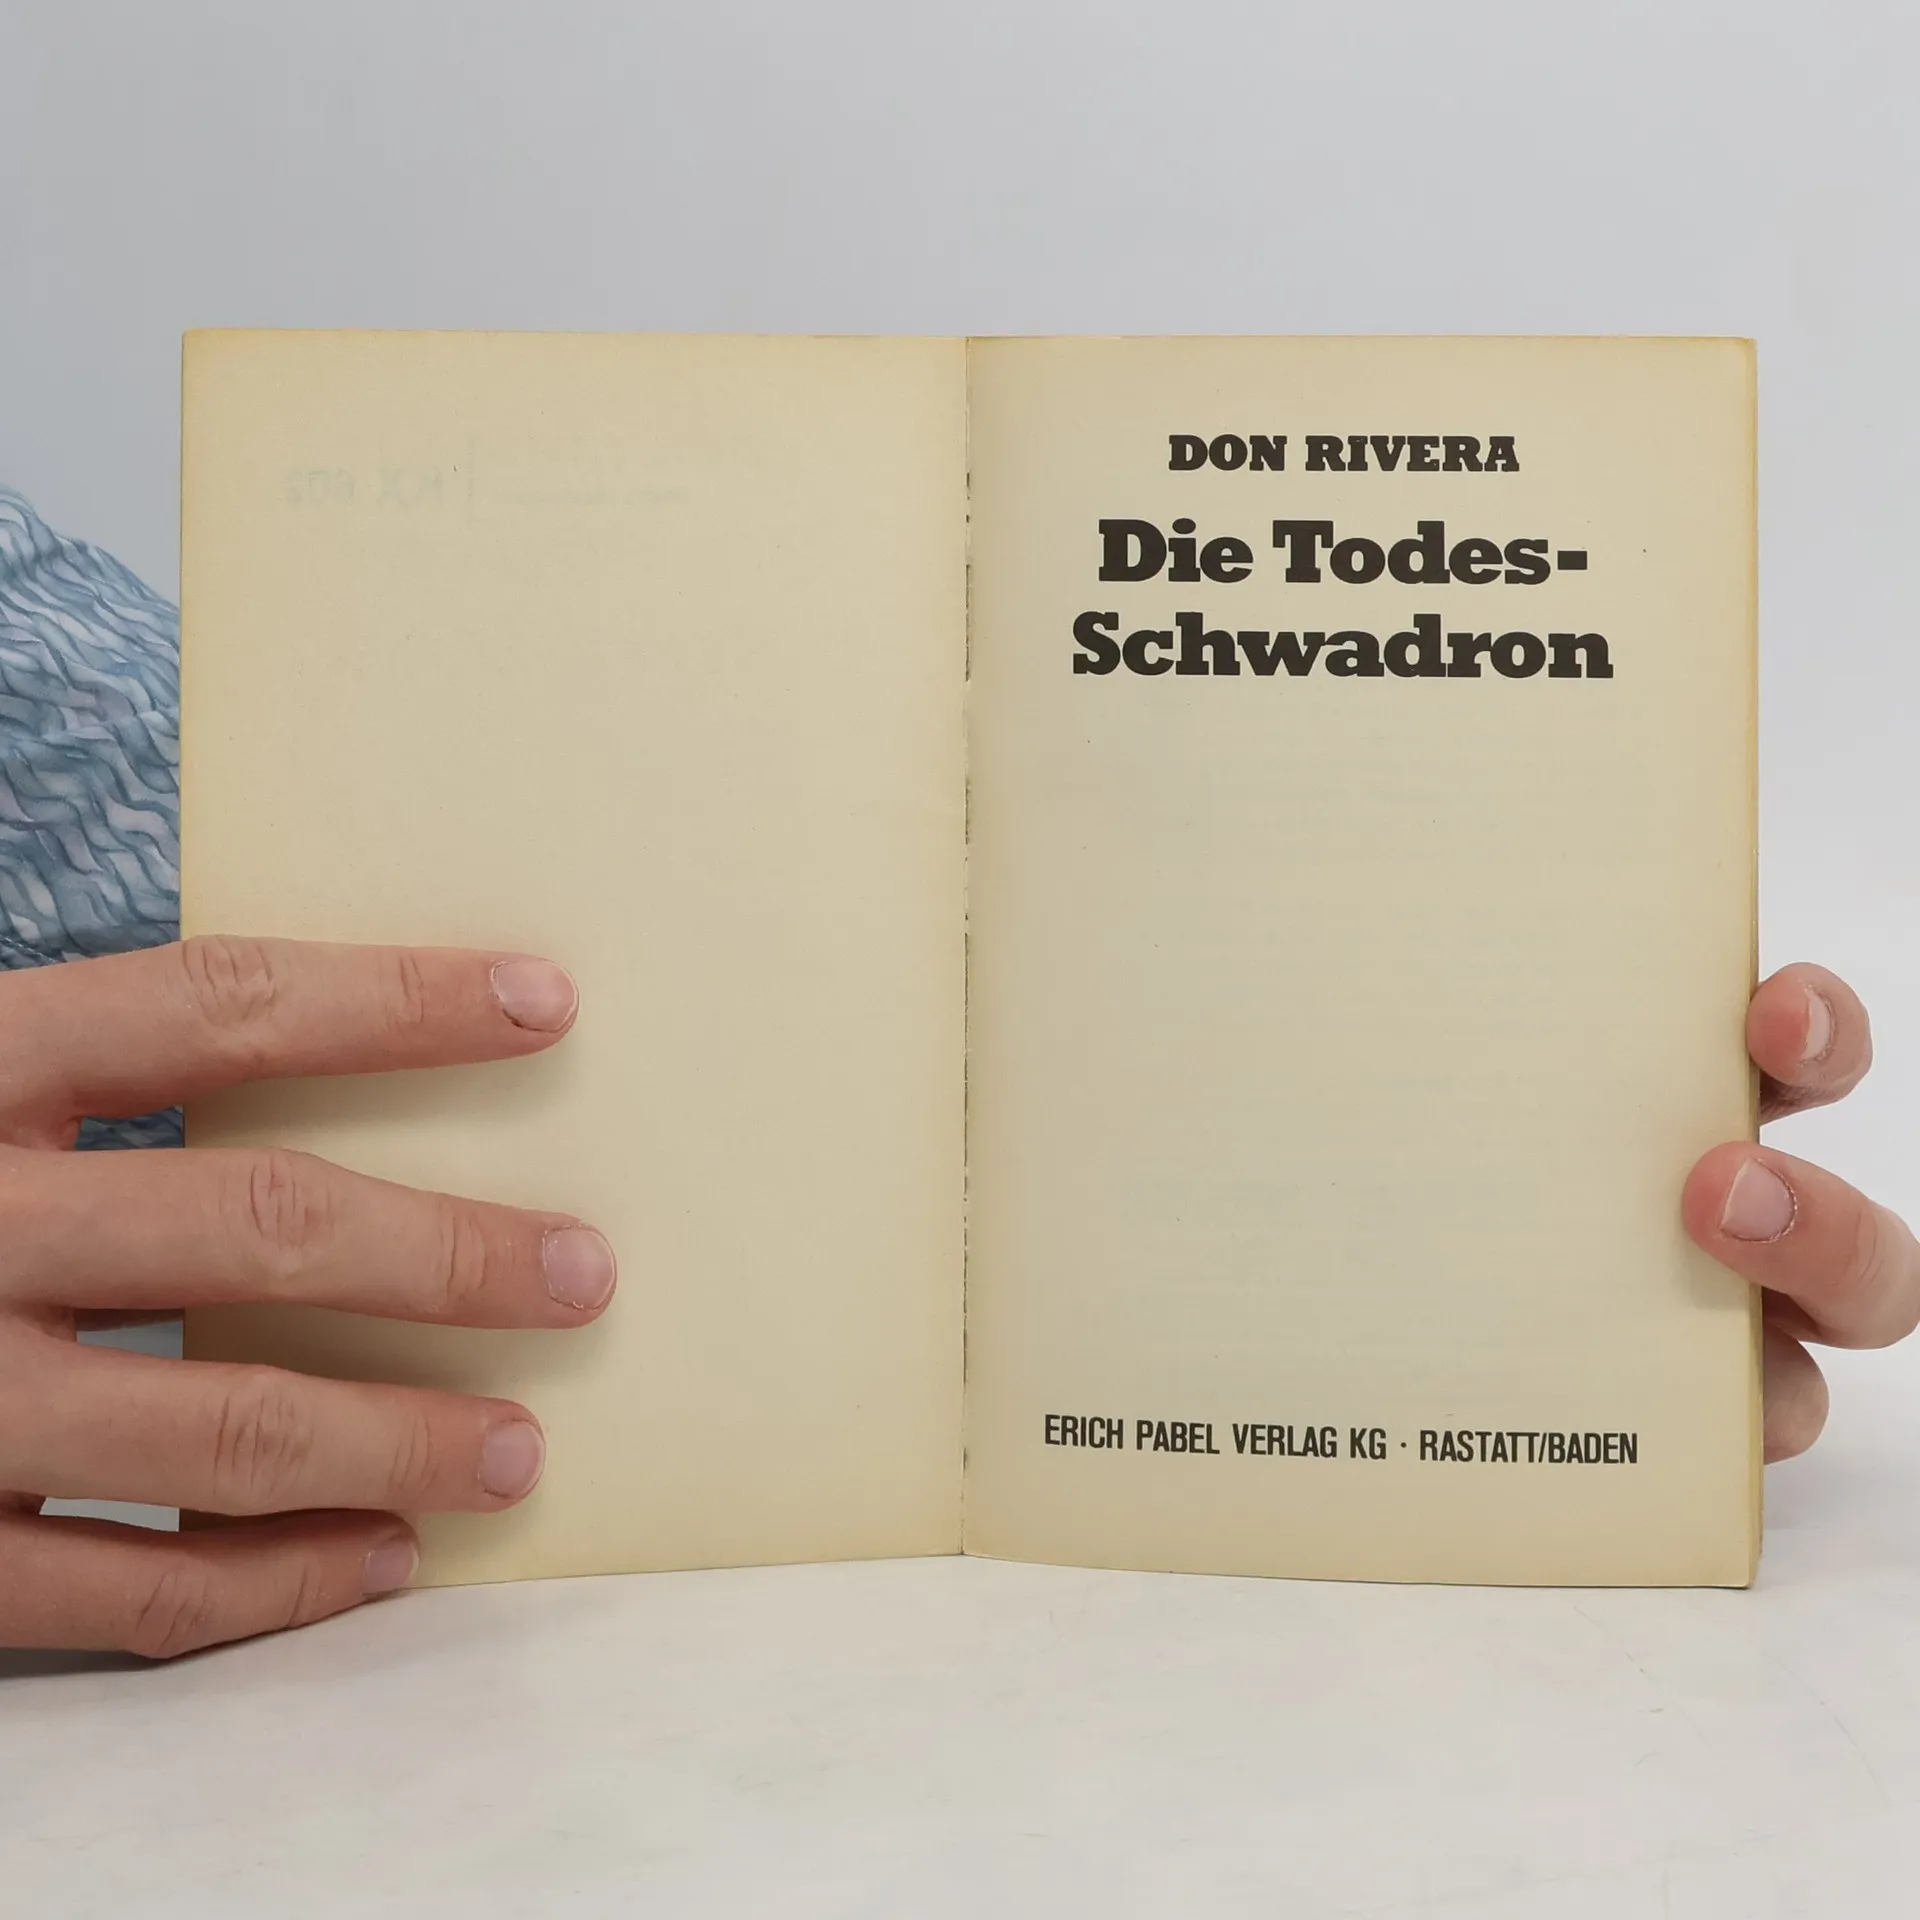 DON RIVERA
Die Todes-
Schwadron
ERICH PABEL VERLAG KG · RASTATT/BADEN